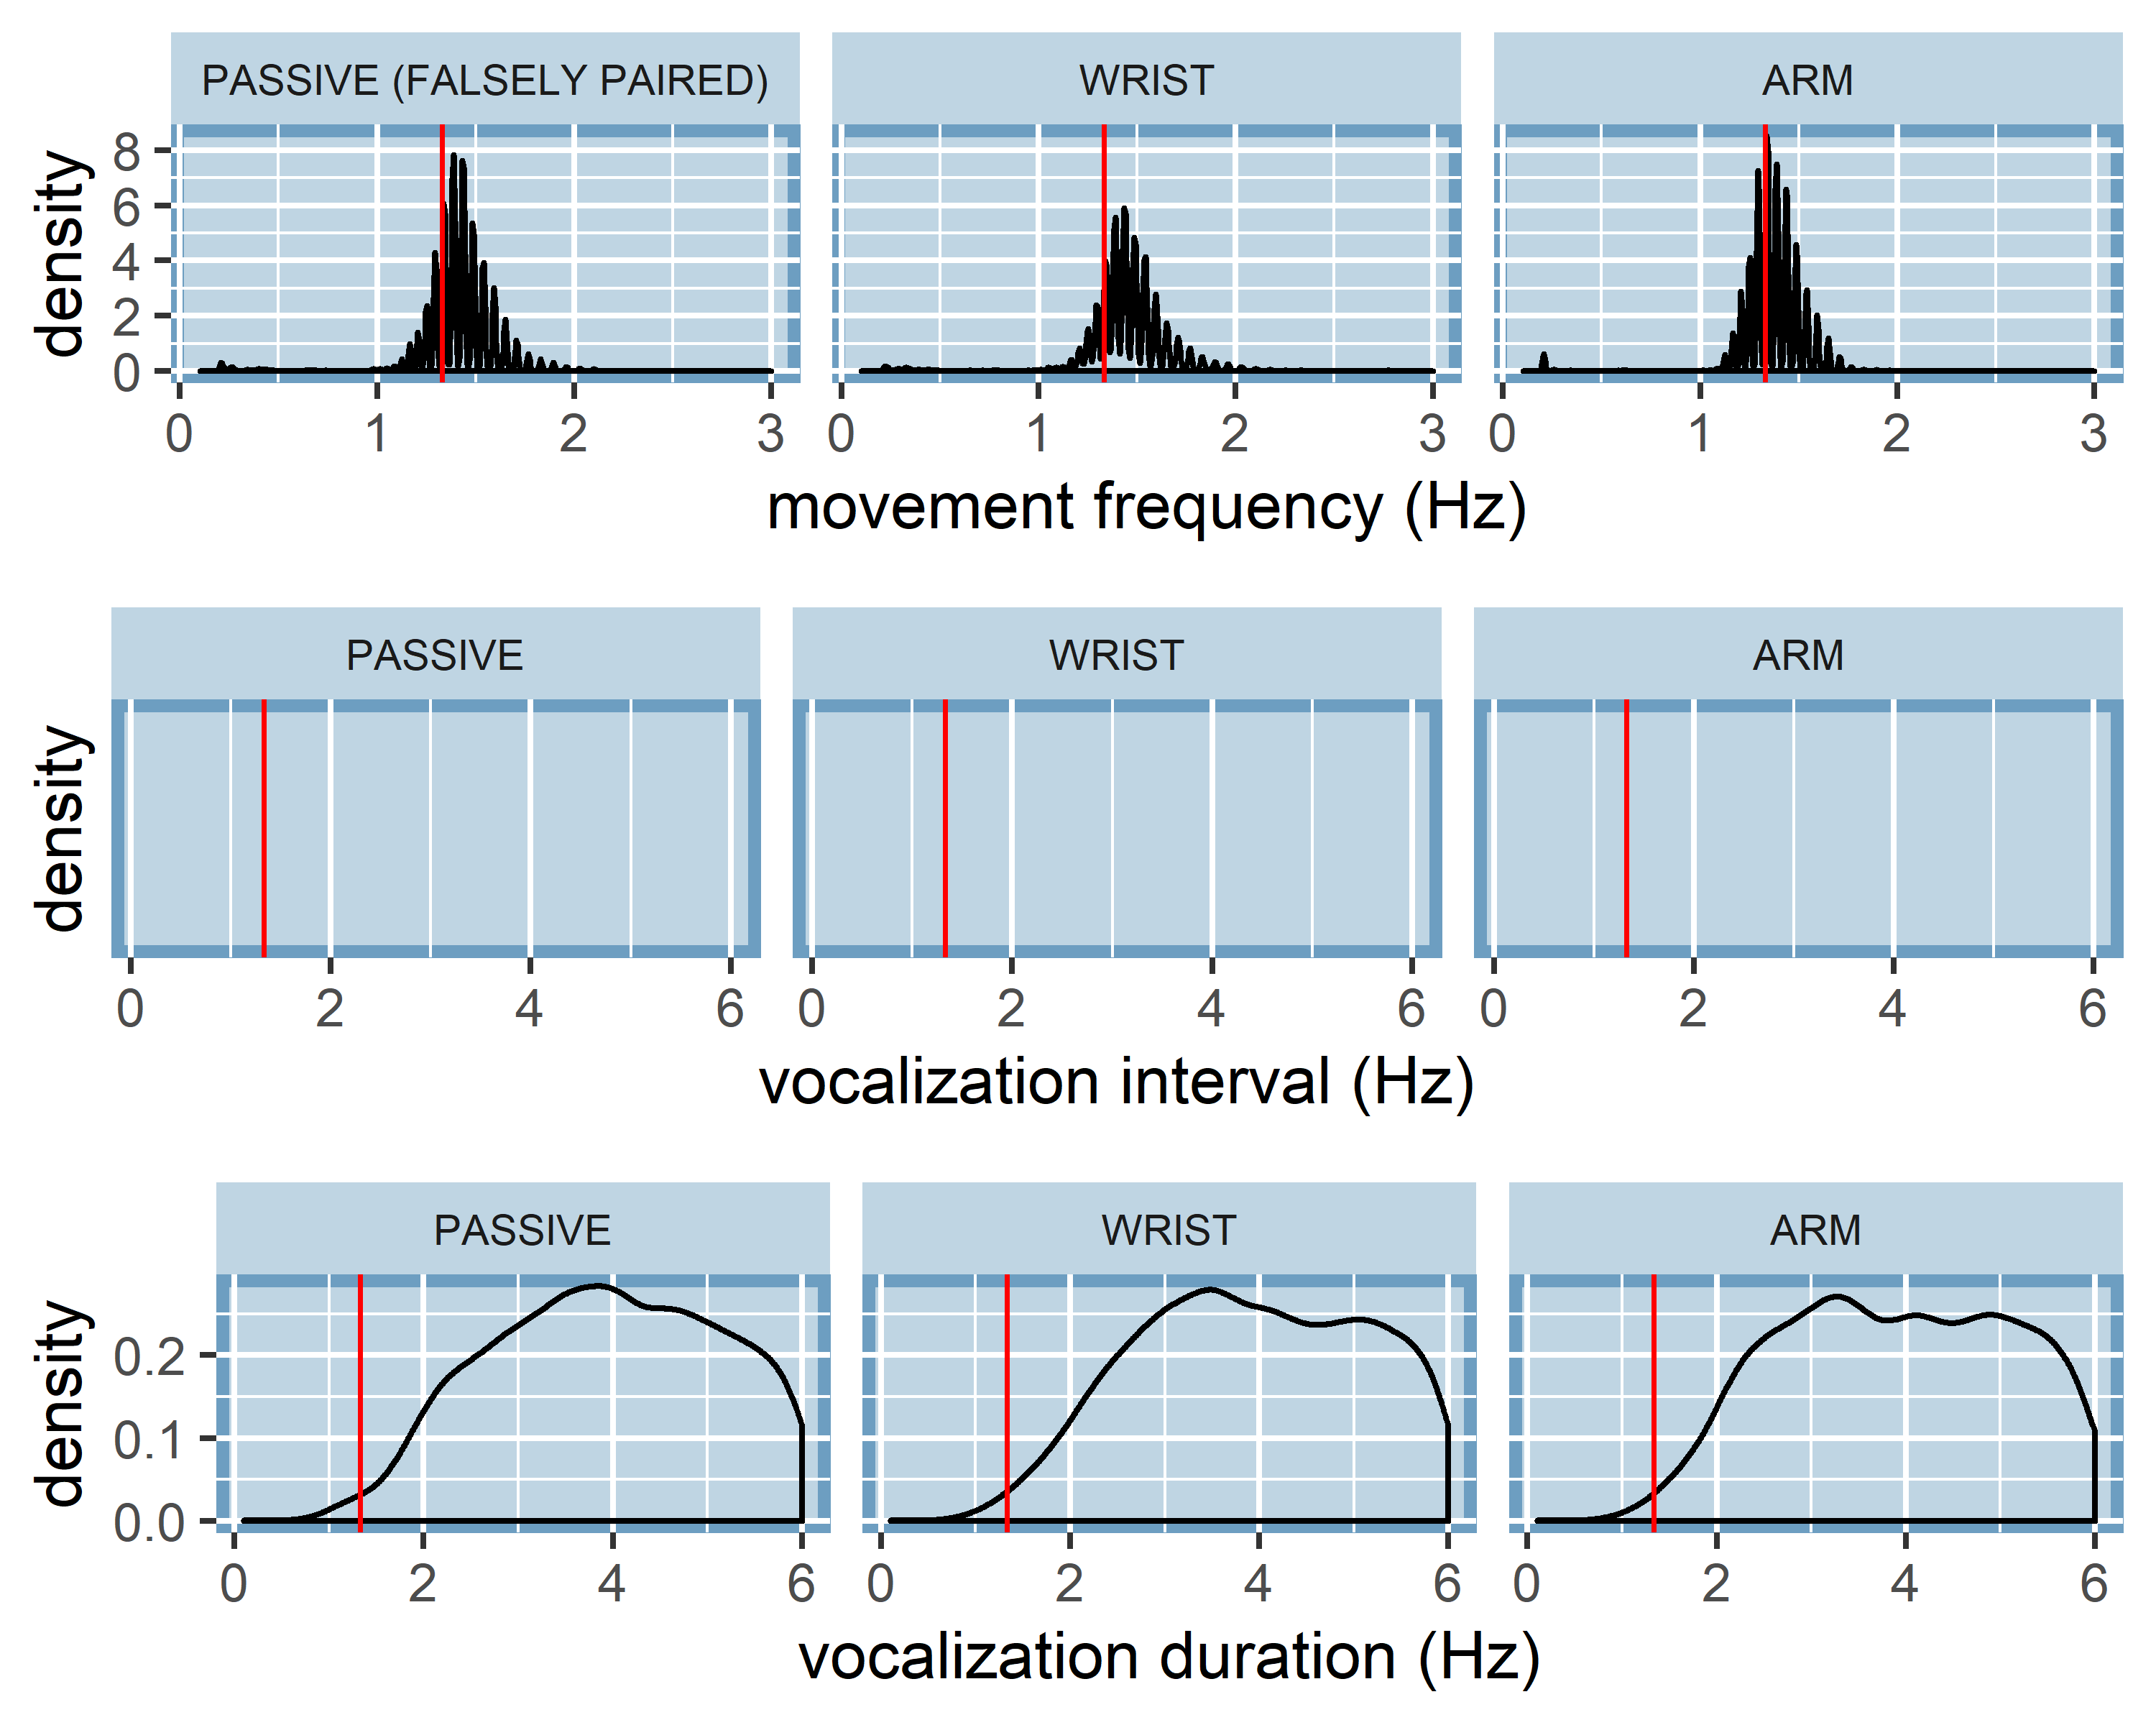 PASSIVE (FALSELY PAIRED) WRIST ARM
density
8
6
4
2
0
0 1 2 3 0 1 2 3 0 1 2 3
movement frequency (Hz)
PASSIVE WRIST ARM
density
0 2 4 6 0 2 4 6 0 2 4 6
vocalization interval (Hz)
PASSIVE WRIST ARM
density
0.2
0.1
0.0
0 2 4 6 0 2 4 6 0 2 4 6
vocalization duration (Hz)